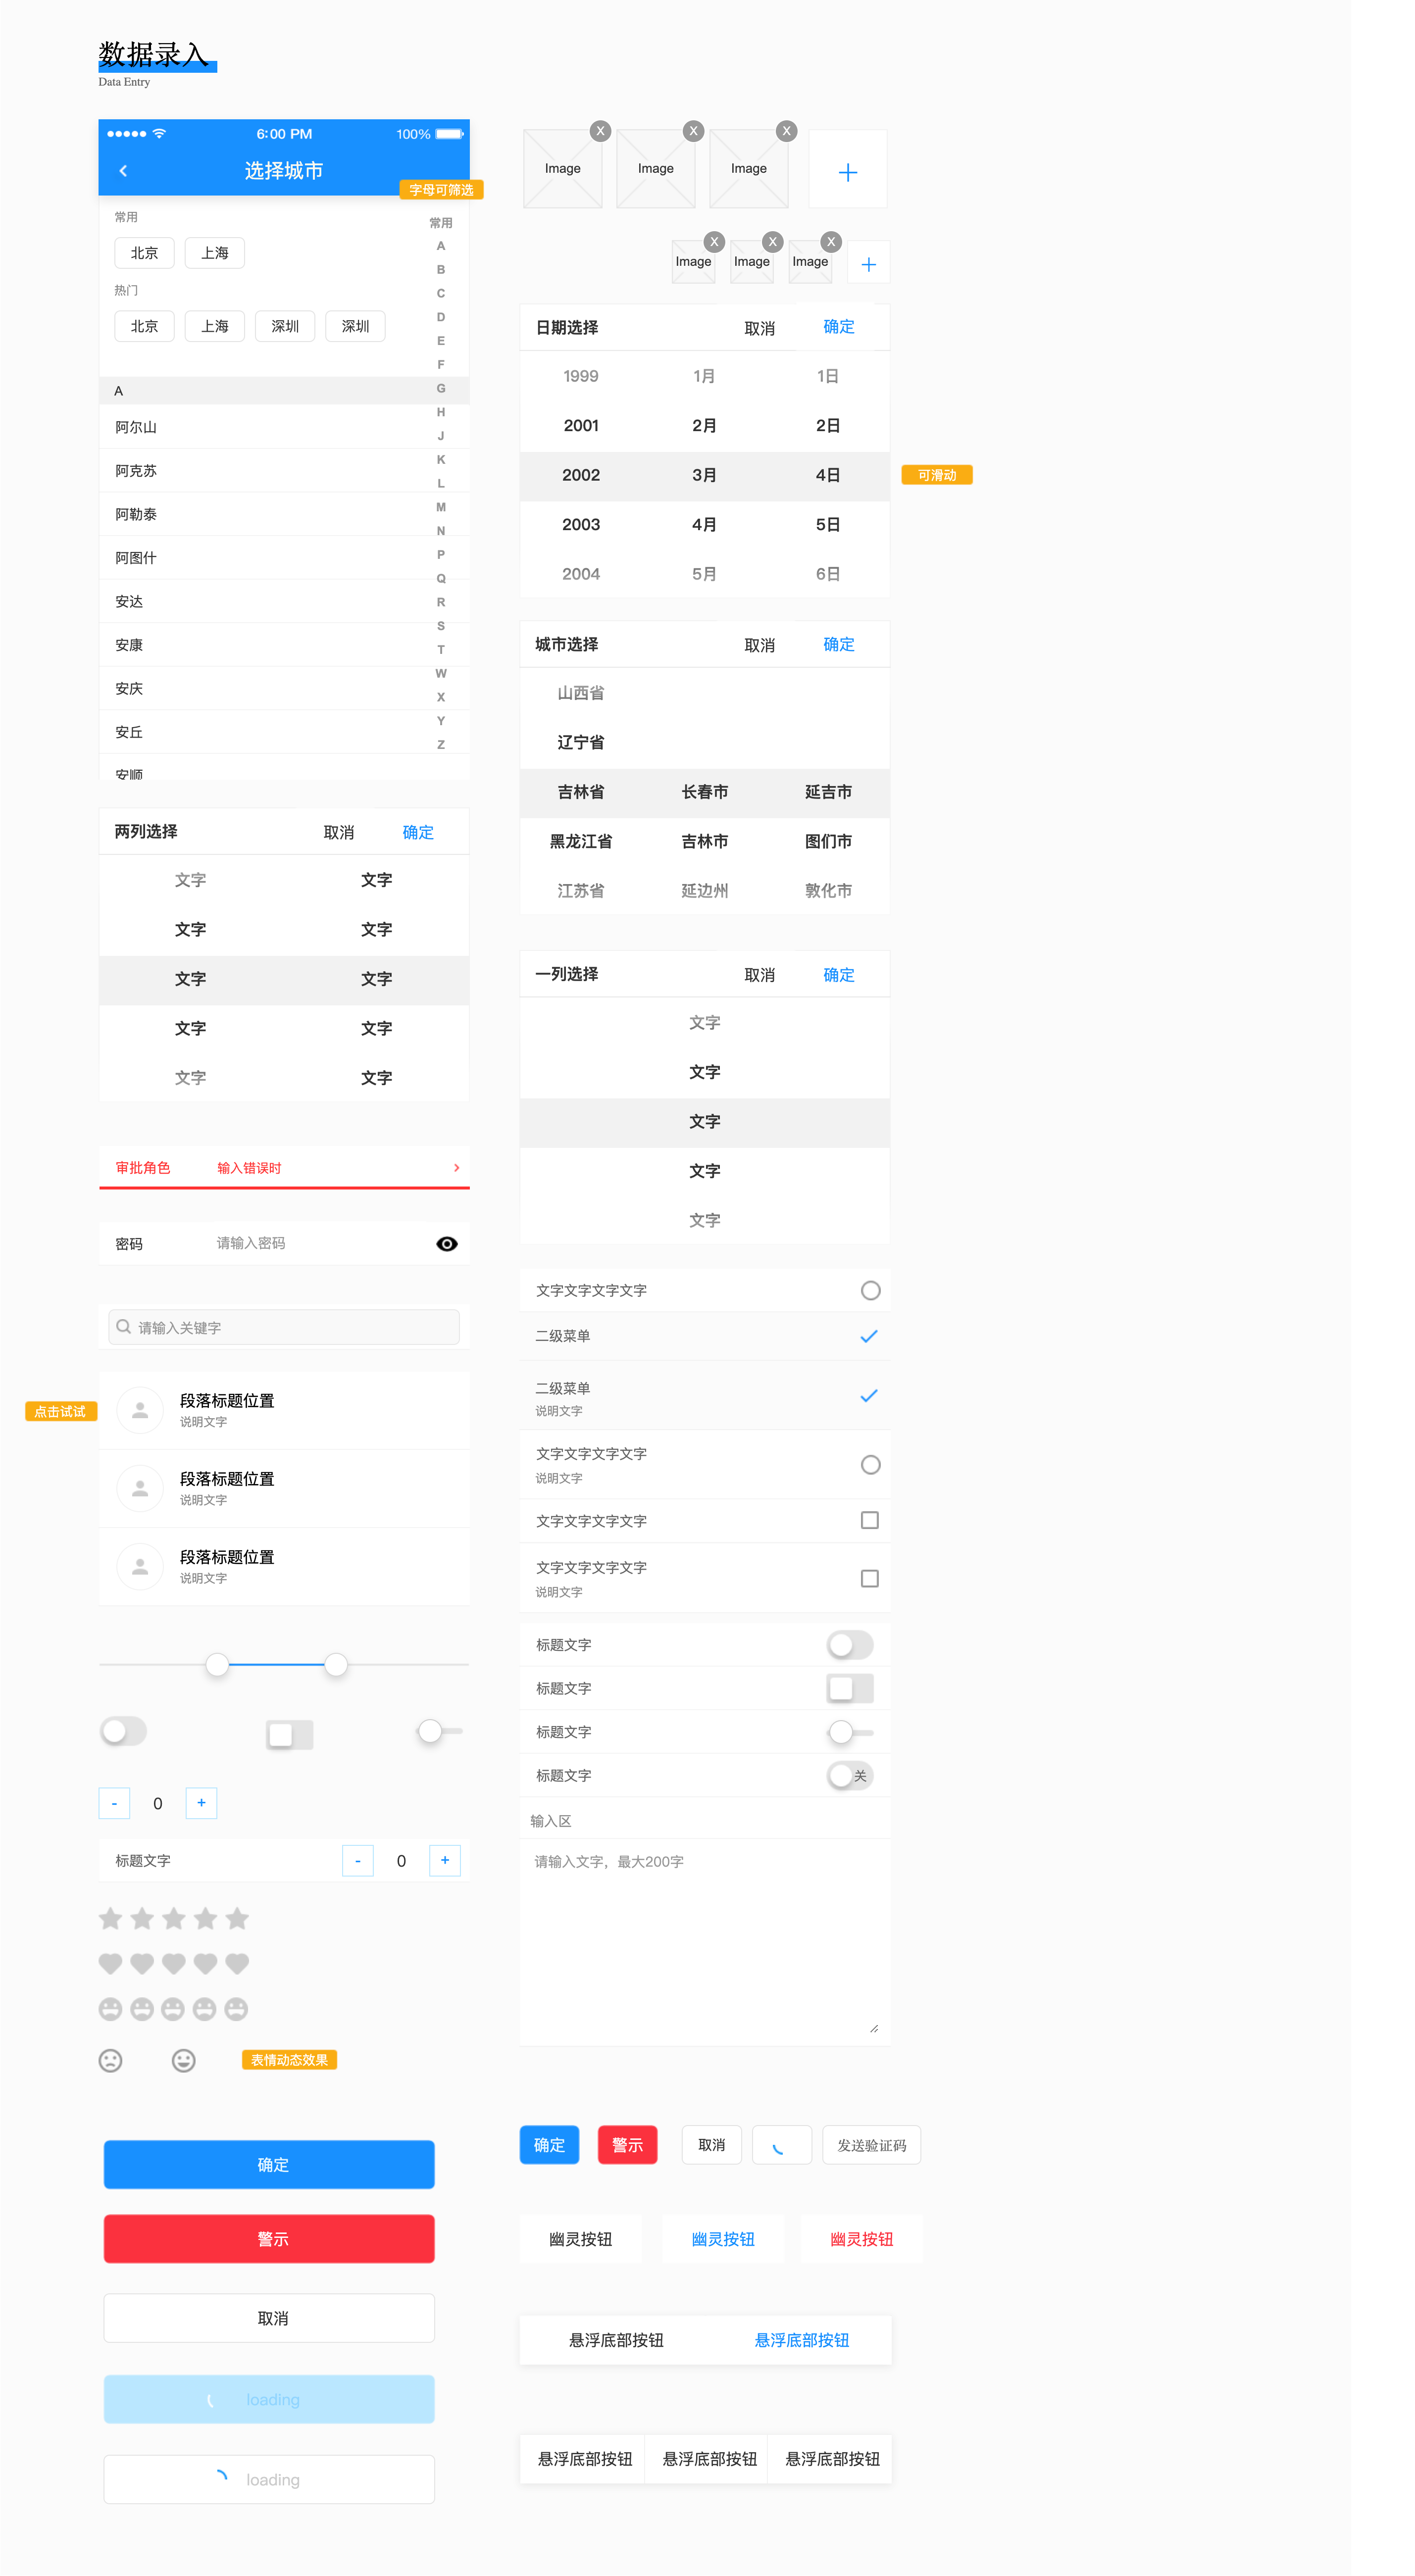 数据录入
Data Entry
6:00 PM 100%
选择城市
字母可筛选
常用
北京 上海
热门
北京 上海 深圳 深圳
A
阿尔山
阿克苏
阿勒泰
阿图什
安达
安康
安庆
安丘
安顺
常用
A
B
C
D
E
F
G
H
J
K
L
M
N
P
Q
R
S
T
W
X
Y
Z
两列选择 取消 确定
文字 文字
文字 文字
文字 文字
文字 文字
文字 文字
审批角色 输入错误时
密码 请输入密码
请输入关键字
点击试试
段落标题位置
说明文字
段落标题位置
说明文字
段落标题位置
说明文字
- 0 +
标题文字 - 0 +
表情动态效果
确定
警示
取消
loading
loading
X X X
Image Image Image +
X X X
Image Image Image +
日期选择 取消 确定
1999 1月 1日
2001 2月 2日
2002 3月 4日
2003 4月 5日
2004 5月 6日
可滑动
城市选择 取消 确定
山西省
辽宁省
吉林省 长春市 延吉市
黑龙江省 吉林市 图们市
江苏省 延边州 敦化市
一列选择 取消 确定
文字
文字
文字
文字
文字
文字文字文字文字
二级菜单
二级菜单
说明文字
文字文字文字文字
说明文字
文字文字文字文字
文字文字文字文字
说明文字
标题文字
标题文字
标题文字
标题文字 关
输入区
请输入文字，最大200字
确定 警示 取消 发送验证码
幽灵按钮 幽灵按钮 幽灵按钮
悬浮底部按钮 悬浮底部按钮
悬浮底部按钮 悬浮底部按钮 悬浮底部按钮